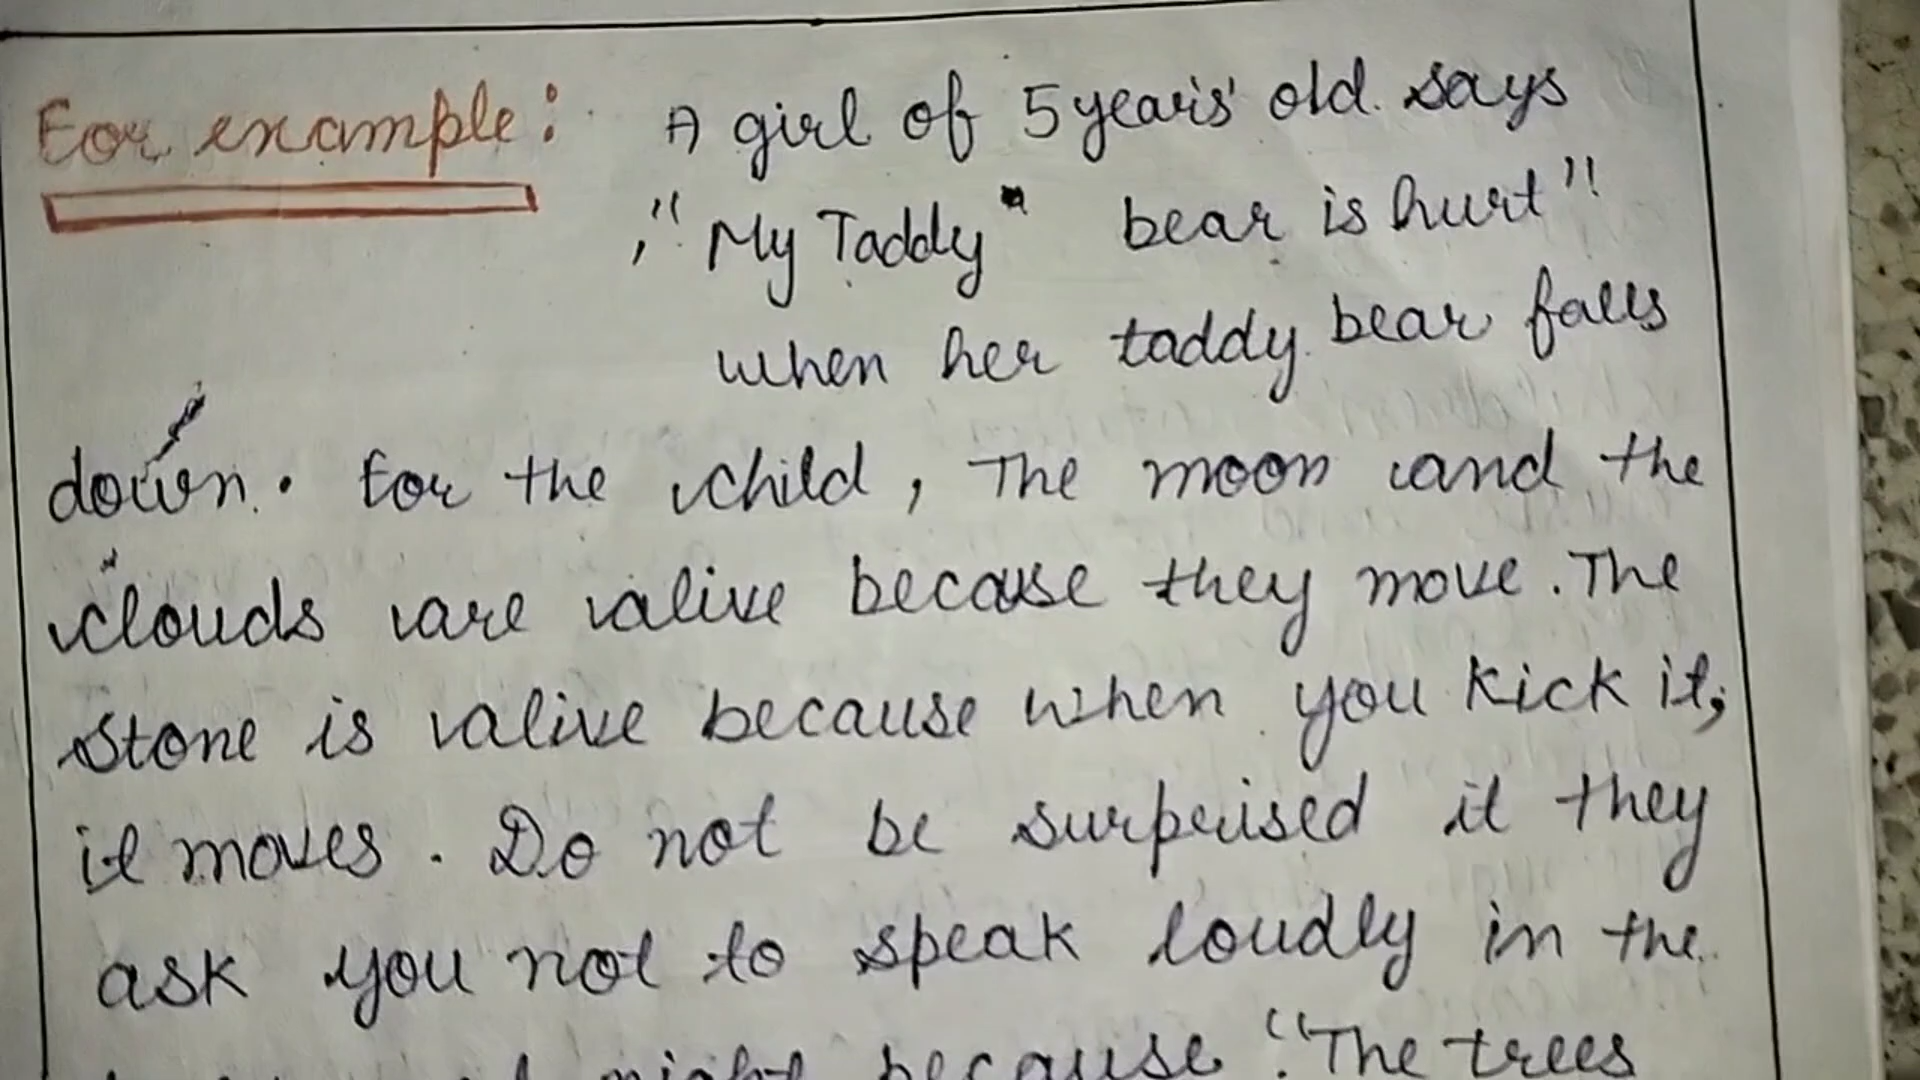 For example: A girl of 5 years' old says
, "My Taddy" bear is hurt"
when her taddy bear falls
down. For the child, The moon and the
clouds are alive because they move. The
stone is alive because when you kick it,
it moves. Do not be surprised it they
ask you not to speak loudly in the
night because "The trees